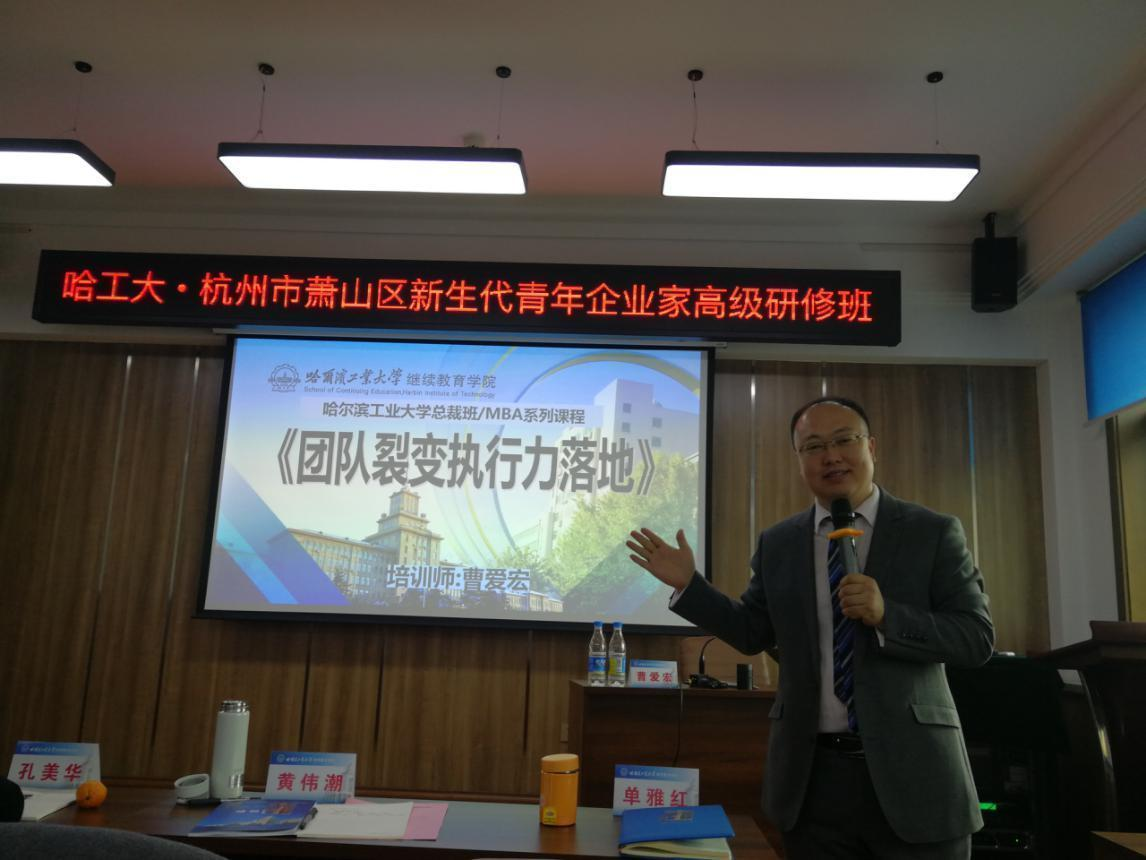 哈工大·杭州市萧山区新生代青年企业家高级研修班
哈爾濱工業大学 继续教育学院
School of Continuing Education,Harbin Institute of Technology
哈尔滨工业大学总裁班/MBA系列课程
《团队裂变执行力落地》
培训师:曹爱宏
曹爱宏
孔美华
黄伟潮
单雅红